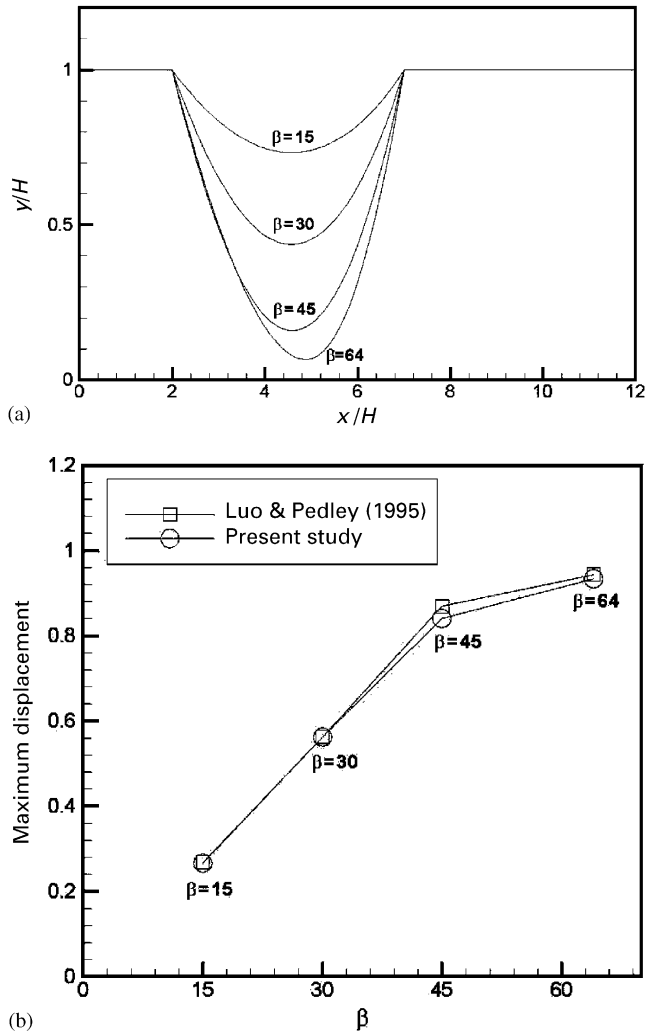 1
β=15
y/H
0.5
β=30
β=45
β=64
0
0 2 4 6 8 10 12
(a)
x/H
1.2
Luo & Pedley (1995)
Present study
1
β=64
0.8
β=45
Maximum displacement
0.6
β=30
0.4
0.2
β=15
0
0 15 30 45 60
(b)
β